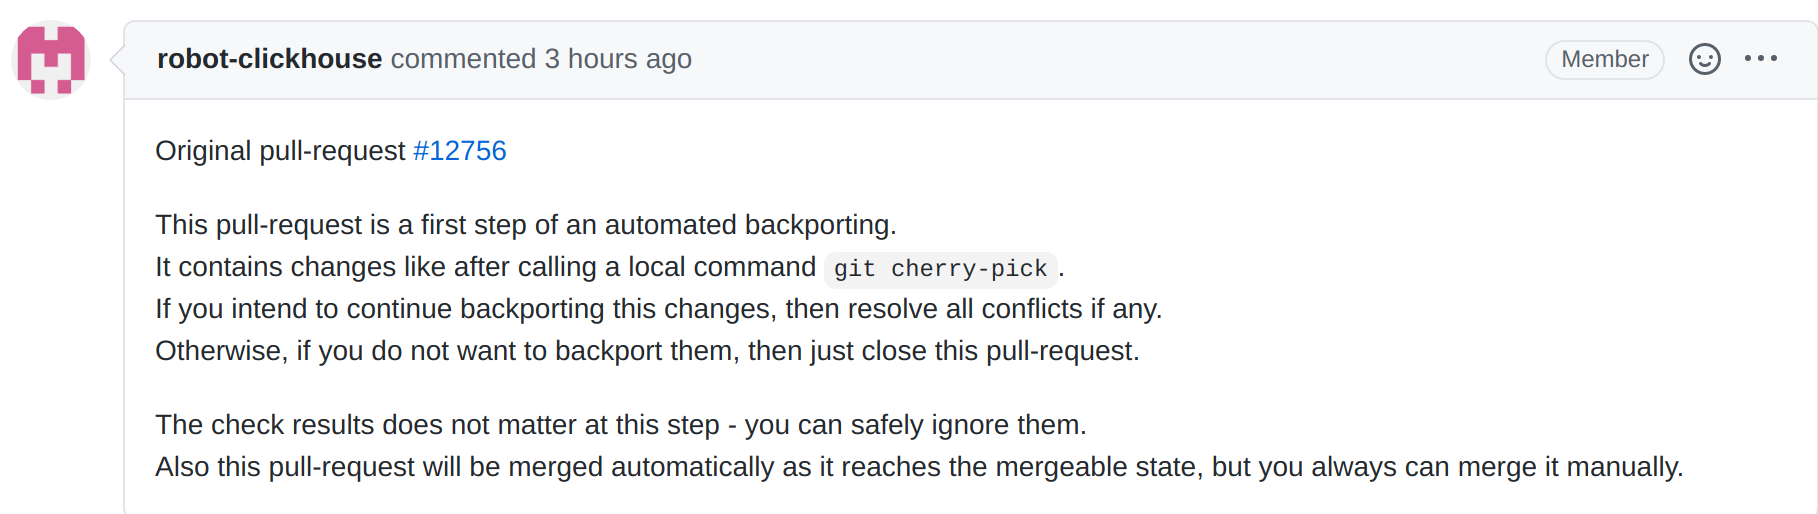 robot-clickhouse commented 3 hours ago Member
Original pull-request #12756
This pull-request is a first step of an automated backporting.
It contains changes like after calling a local command git cherry-pick.
If you intend to continue backporting this changes, then resolve all conflicts if any.
Otherwise, if you do not want to backport them, then just close this pull-request.
The check results does not matter at this step - you can safely ignore them.
Also this pull-request will be merged automatically as it reaches the mergeable state, but you always can merge it manually.